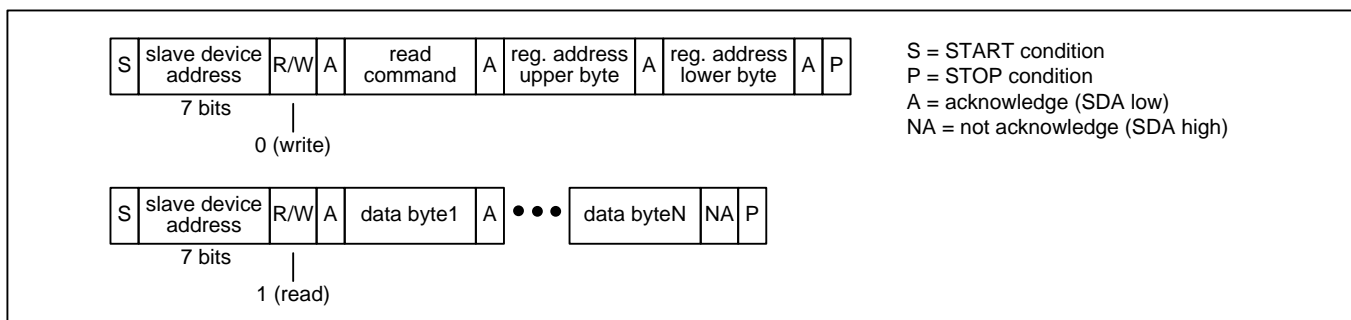 S slave device address R/W A read command A reg. address upper byte A reg. address lower byte A P
7 bits
0 (write)
S slave device address R/W A data byte1 A ••• data byteN NA P
7 bits
1 (read)
S = START condition
P = STOP condition
A = acknowledge (SDA low)
NA = not acknowledge (SDA high)